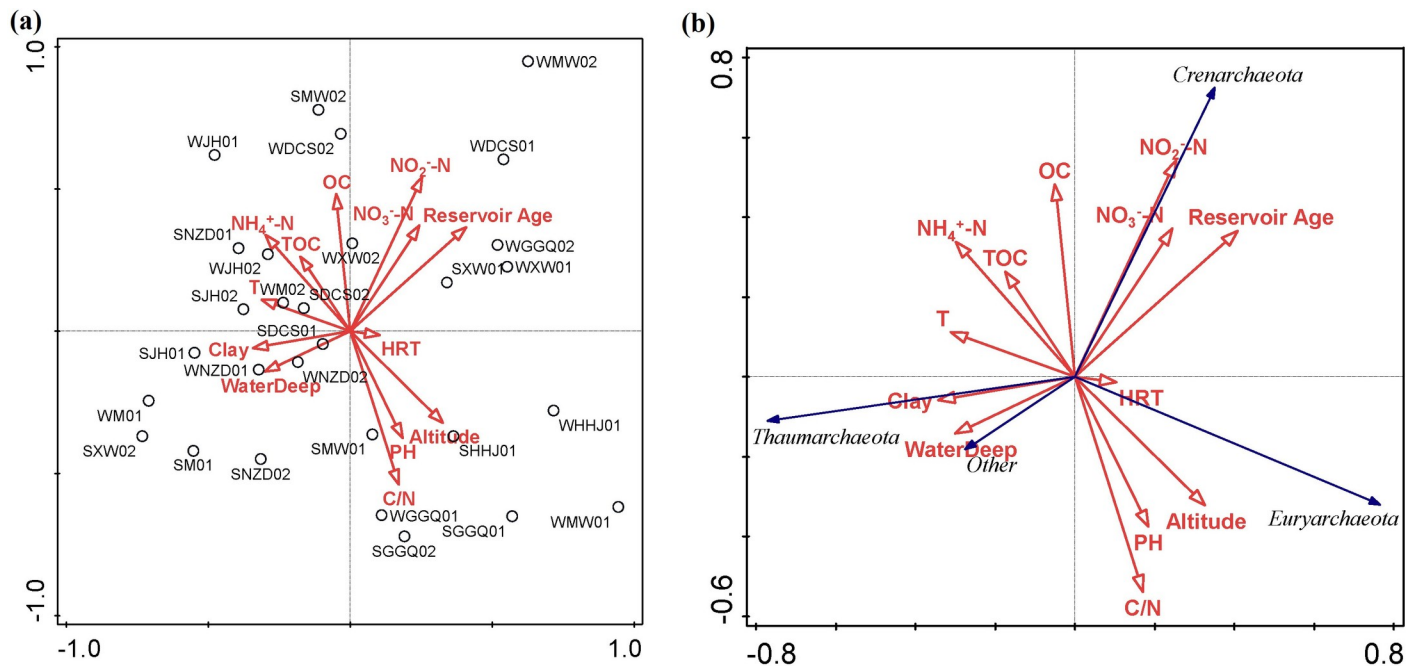 (a)
1.0
WMW02
SMW02
WDCS02
WJH01
WDCS01
NO₂⁻-N
OC
NO₃⁻-N Reservoir Age
NH₄⁺-N
SNZD01
TOC
WXW02
WGGQ02
WJH02
SXW01 WXW01
T
WM02
SDCS02
SJH02
SDCS01
HRT
Clay
SJH01
WNZD01
WNZD02
WaterDeep
WM01
WHHJ01
SXW02
SM01
SNZD02
SMW01
Altitude
SHHJ01
PH
C/N
WGGQ01
SGGQ01
WMW01
SGGQ02
-1.0
-1.0
1.0
(b)
0.8
Crenarchaeota
NO₂⁻-N
OC
NO₃⁻-N
Reservoir Age
NH₄⁺-N
TOC
T
HRT
Clay
Thaumarchaeota
WaterDeep
Other
Euryarchaeota
Altitude
PH
C/N
-0.6
-0.8
0.8